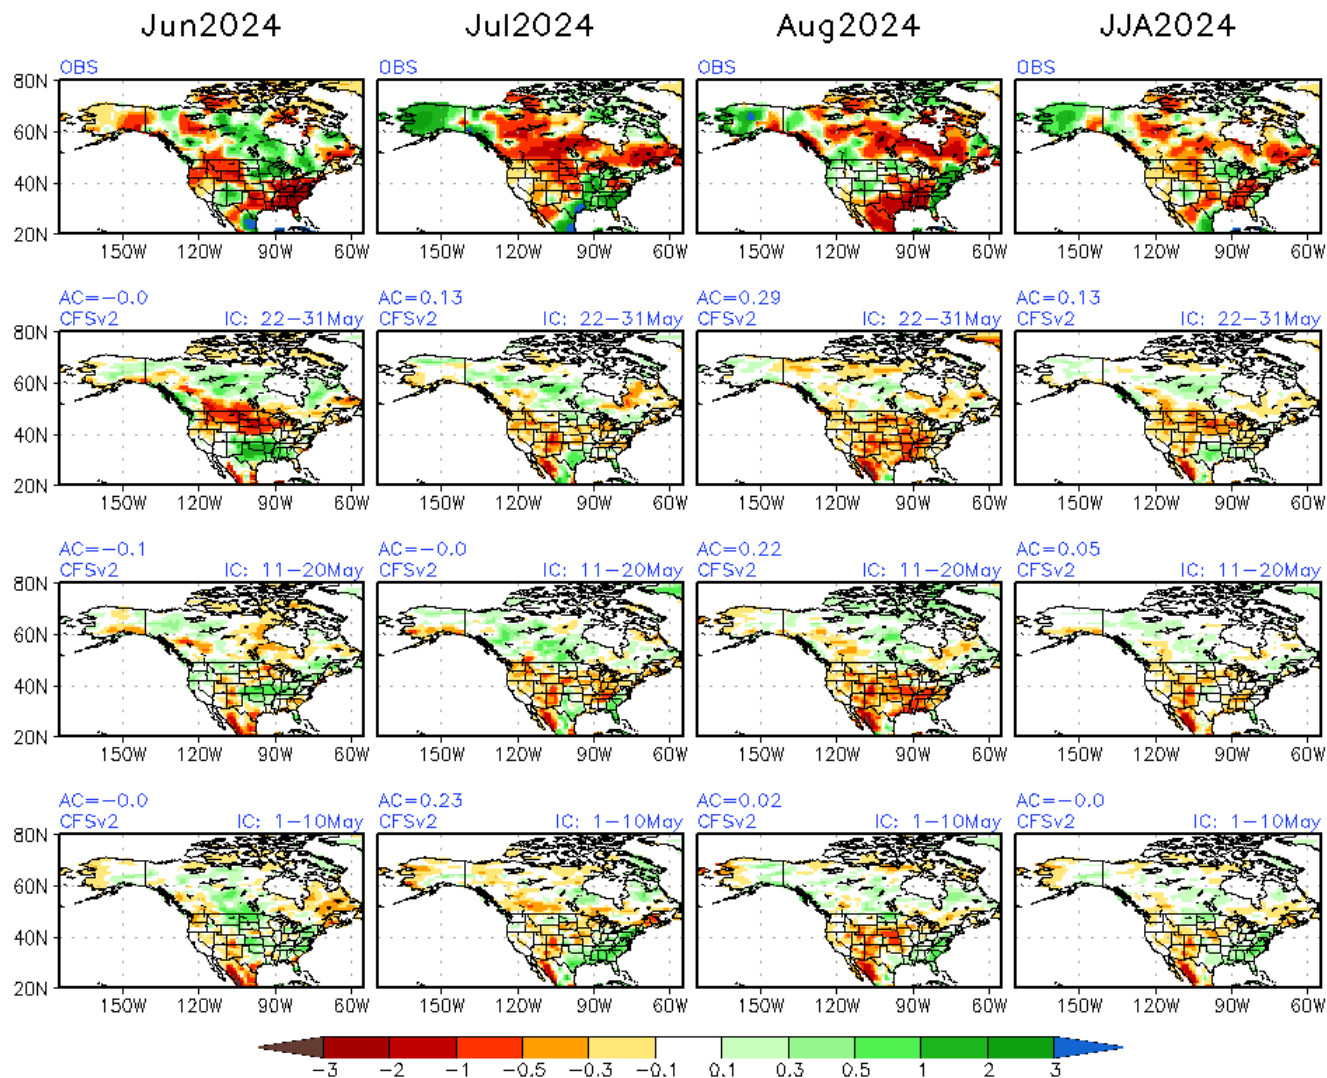 Jun2024 Jul2024 Aug2024 JJA2024
OBS OBS OBS OBS
80N
60N
40N
20N
150W 120W 90W 60W 150W 120W 90W 60W 150W 120W 90W 60W 150W 120W 90W 60W
AC=-0.0 AC=0.13 AC=0.29 AC=0.13
CFSv2 IC: 22-31May CFSv2 IC: 22-31May CFSv2 IC: 22-31May CFSv2 IC: 22-31May
80N
60N
40N
20N
150W 120W 90W 60W 150W 120W 90W 60W 150W 120W 90W 60W 150W 120W 90W 60W
AC=-0.1 AC=-0.0 AC=0.22 AC=0.05
CFSv2 IC: 11-20May CFSv2 IC: 11-20May CFSv2 IC: 11-20May CFSv2 IC: 11-20May
80N
60N
40N
20N
150W 120W 90W 60W 150W 120W 90W 60W 150W 120W 90W 60W 150W 120W 90W 60W
AC=-0.0 AC=0.23 AC=0.02 AC=-0.0
CFSv2 IC: 1-10May CFSv2 IC: 1-10May CFSv2 IC: 1-10May CFSv2 IC: 1-10May
80N
60N
40N
20N
150W 120W 90W 60W 150W 120W 90W 60W 150W 120W 90W 60W 150W 120W 90W 60W
-3 -2 -1 -0.5 -0.3 -0.1 0.1 0.3 0.5 1 2 3